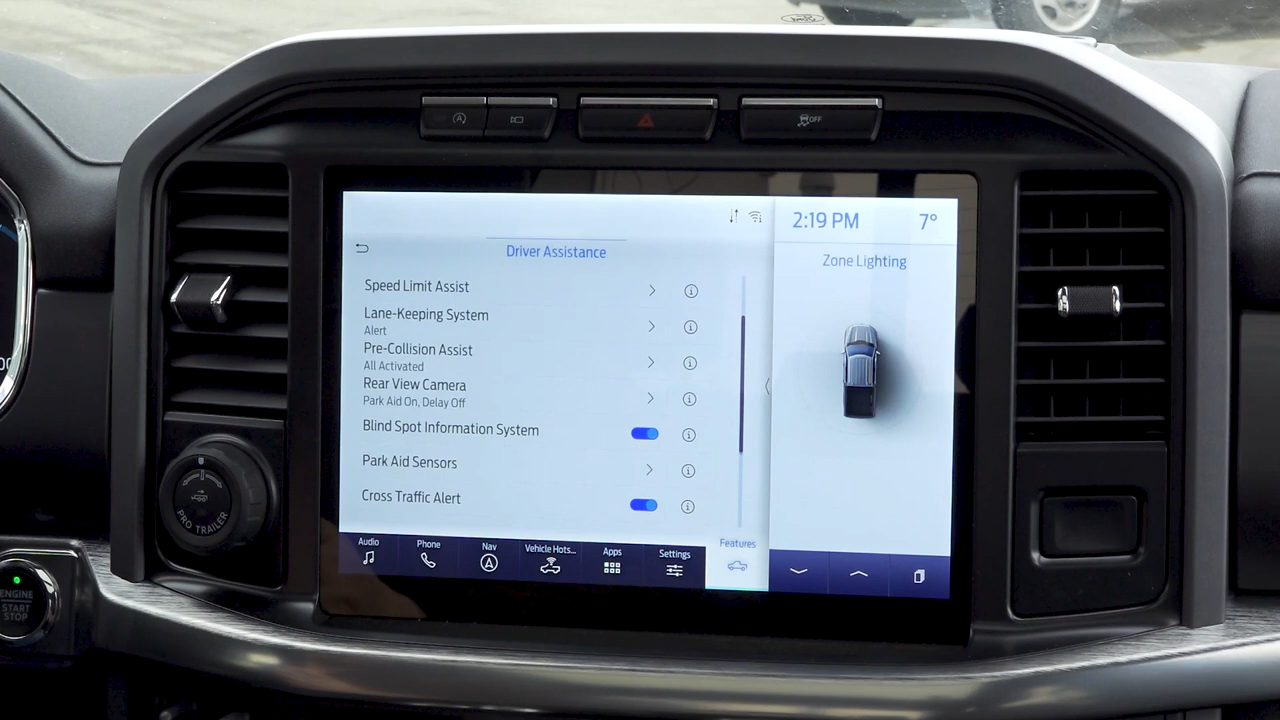 Ford
OFF
2:19 PM
7°
Driver Assistance
Zone Lighting
Speed Limit Assist
Lane-Keeping System
Alert
Pre-Collision Assist
All Activated
Rear View Camera
Park Aid On, Delay Off
Blind Spot Information System
Park Aid Sensors
Cross Traffic Alert
PRO TRAILER
Audio
Phone
Nav
Vehicle Hots...
Apps
Settings
Features
ENGINE
START
STOP